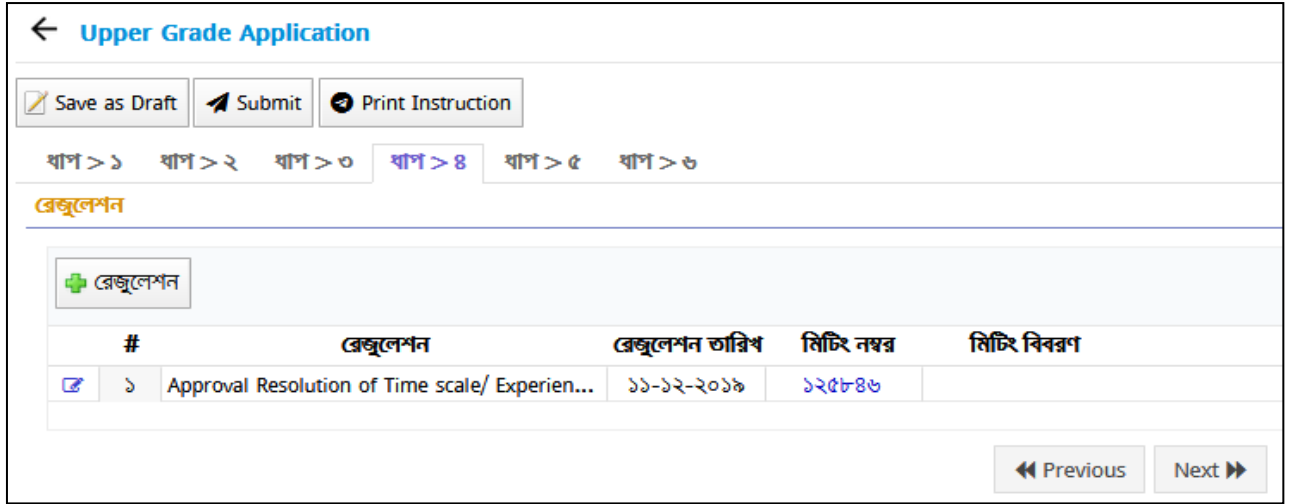 Upper Grade Application
Save as Draft Submit Print Instruction
ধাপ > ১ ধাপ > ২ ধাপ > ৩ ধাপ > ৪ ধাপ > ৫ ধাপ > ৬
রেজুলেশন
রেজুলেশন
# রেজুলেশন রেজুলেশন তারিখ মিটিং নম্বর মিটিং বিবরণ
১ Approval Resolution of Time scale/ Experien... ১১-১২-২০১৯ ১২৫৮৪৬
Previous Next